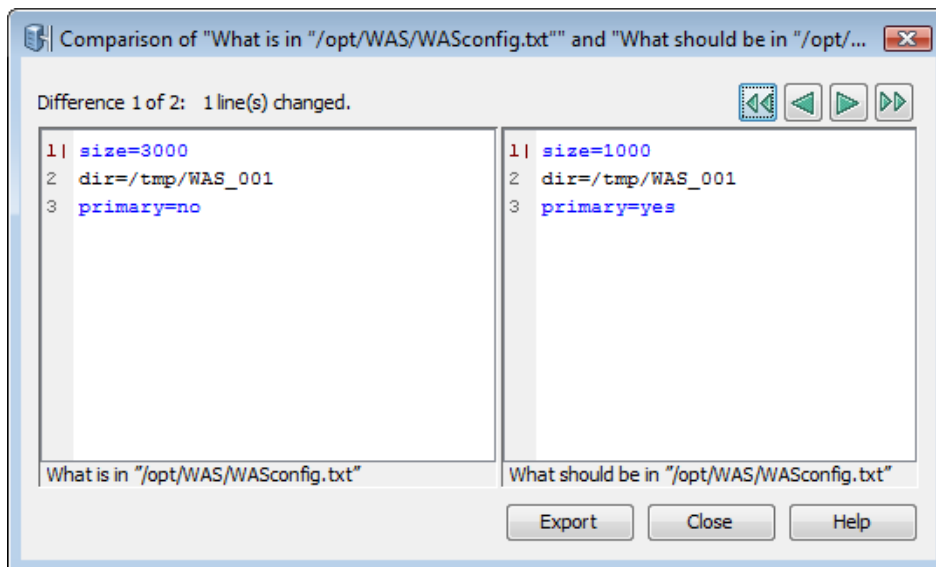 Comparison of "What is in "/opt/WAS/WASconfig.txt"" and "What should be in "/opt/...
Difference 1 of 2: 1 line(s) changed.
1| size=3000
2 dir=/tmp/WAS_001
3 primary=no
What is in "/opt/WAS/WASconfig.txt"
1| size=1000
2 dir=/tmp/WAS_001
3 primary=yes
What should be in "/opt/WAS/WASconfig.txt"
Export Close Help